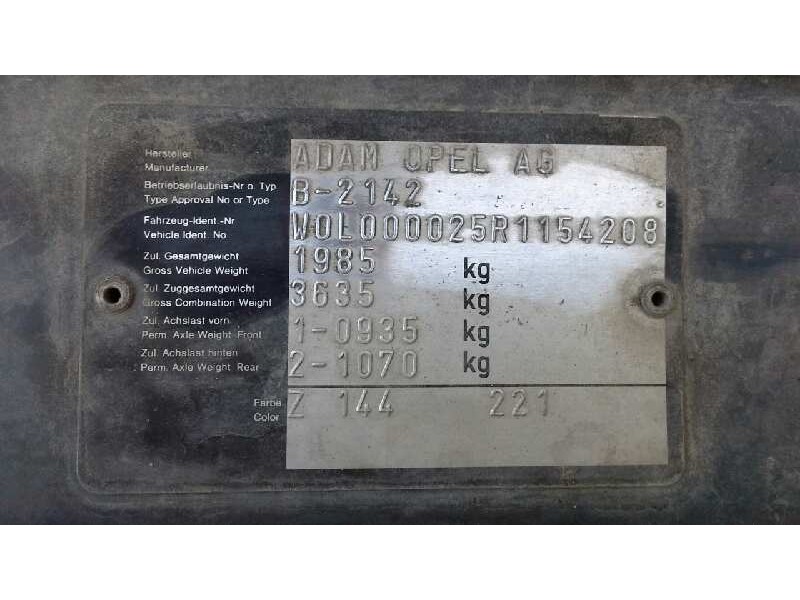 Hersteller
Manufacturer
ADAM OPEL AG
Betriebserlaubnis-Nr o. Typ
Type Approval No or Type
B-2142
Fahrzeug-Ident.-Nr
Vehicle Ident. No
W0L000025R1154208
Zul. Gesamtgewicht
Gross Vehicle Weight
1985 kg
Zul. Zuggesamtgewicht
Gross Combination Weight
3635 kg
Zul. Achslast vorn
Perm. Axle Weight Front
1-0935 kg
Zul. Achslast hinten
Perm. Axle Weight Rear
2-1070 kg
Farbe
Color
Z 144 221